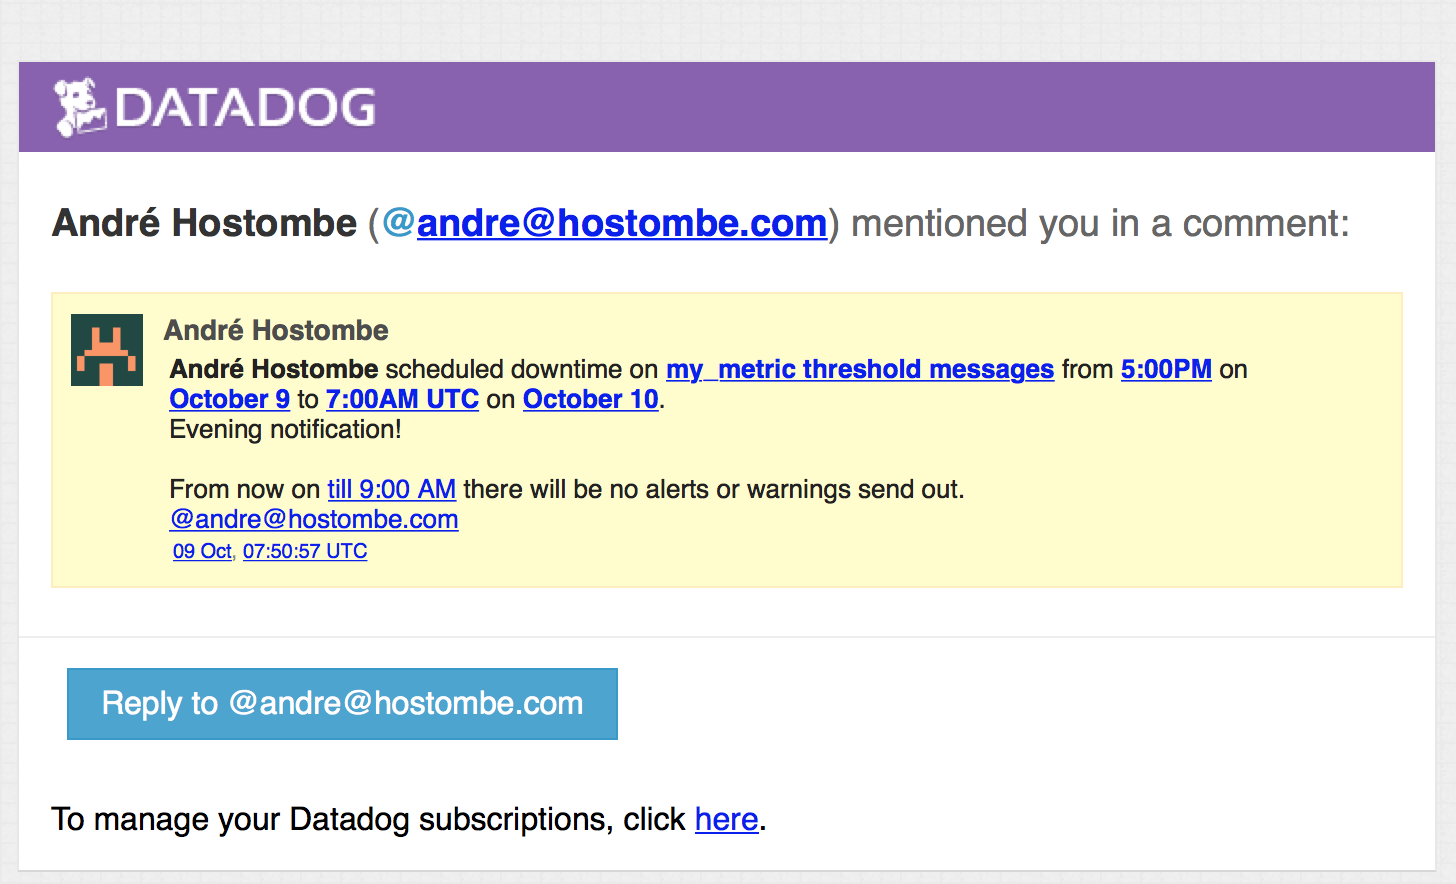 DATADOG
André Hostombe (@andre@hostombe.com) mentioned you in a comment:
André Hostombe
André Hostombe scheduled downtime on my_metric threshold messages from 5:00PM on
October 9 to 7:00AM UTC on October 10.
Evening notification!
From now on till 9:00 AM there will be no alerts or warnings send out.
@andre@hostombe.com
09 Oct, 07:50:57 UTC
Reply to @andre@hostombe.com
To manage your Datadog subscriptions, click here.